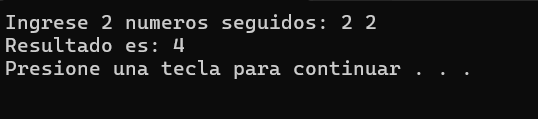 Ingrese 2 numeros seguidos: 2 2
Resultado es: 4
Presione una tecla para continuar . . .